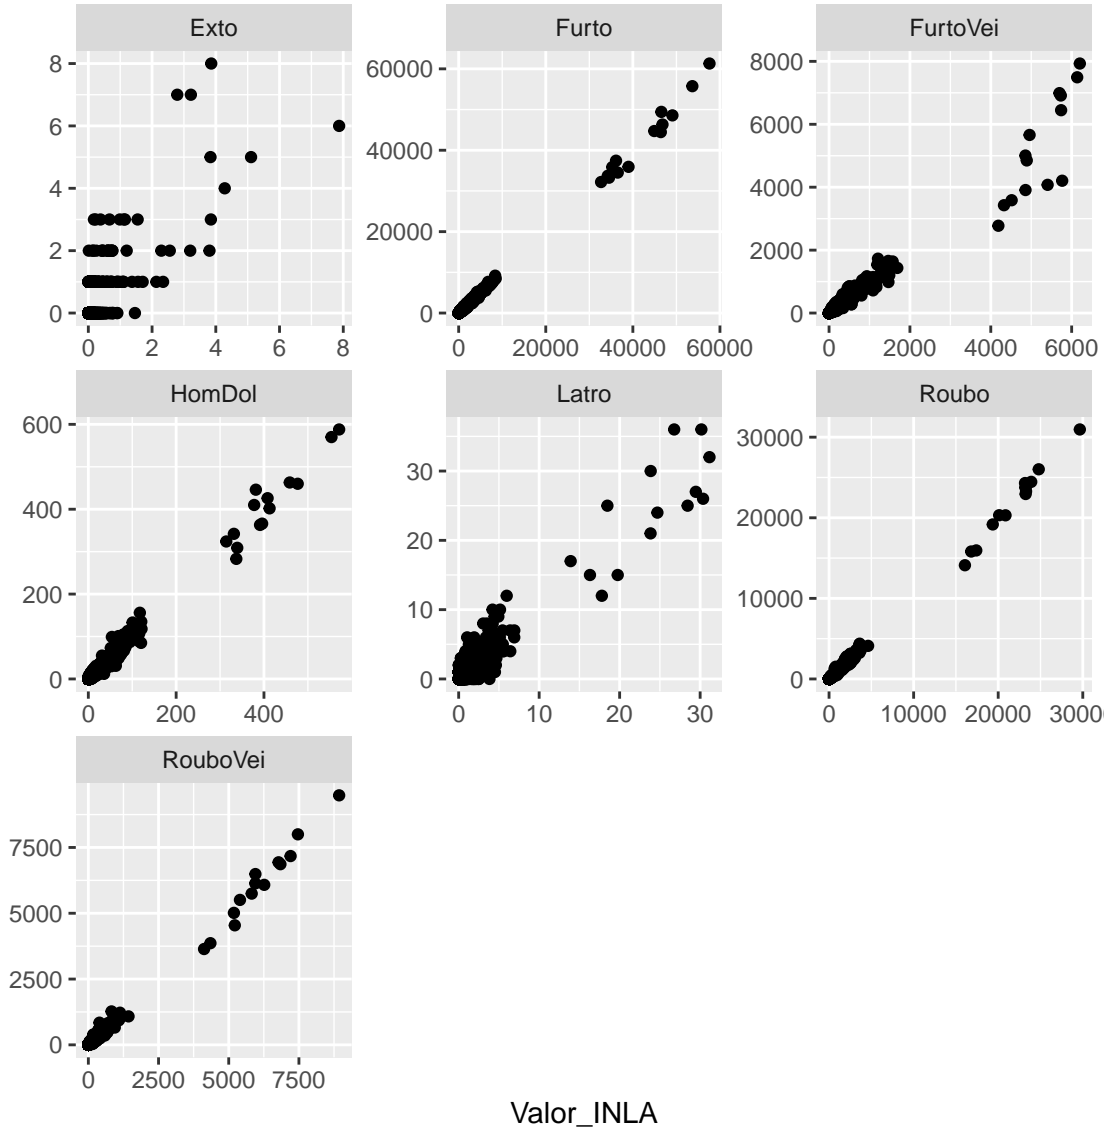 Exto Furto FurtoVei
8
6
4
2
0
0 2 4 6 8
60000
40000
20000
0
0 20000 40000 60000
8000
6000
4000
2000
0
0 2000 4000 6000
HomDol Latro Roubo
600
400
200
0
0 200 400
30
20
10
0
0 10 20 30
30000
20000
10000
0
0 10000 20000 30000
RouboVei
7500
5000
2500
0
0 2500 5000 7500
Valor_INLA